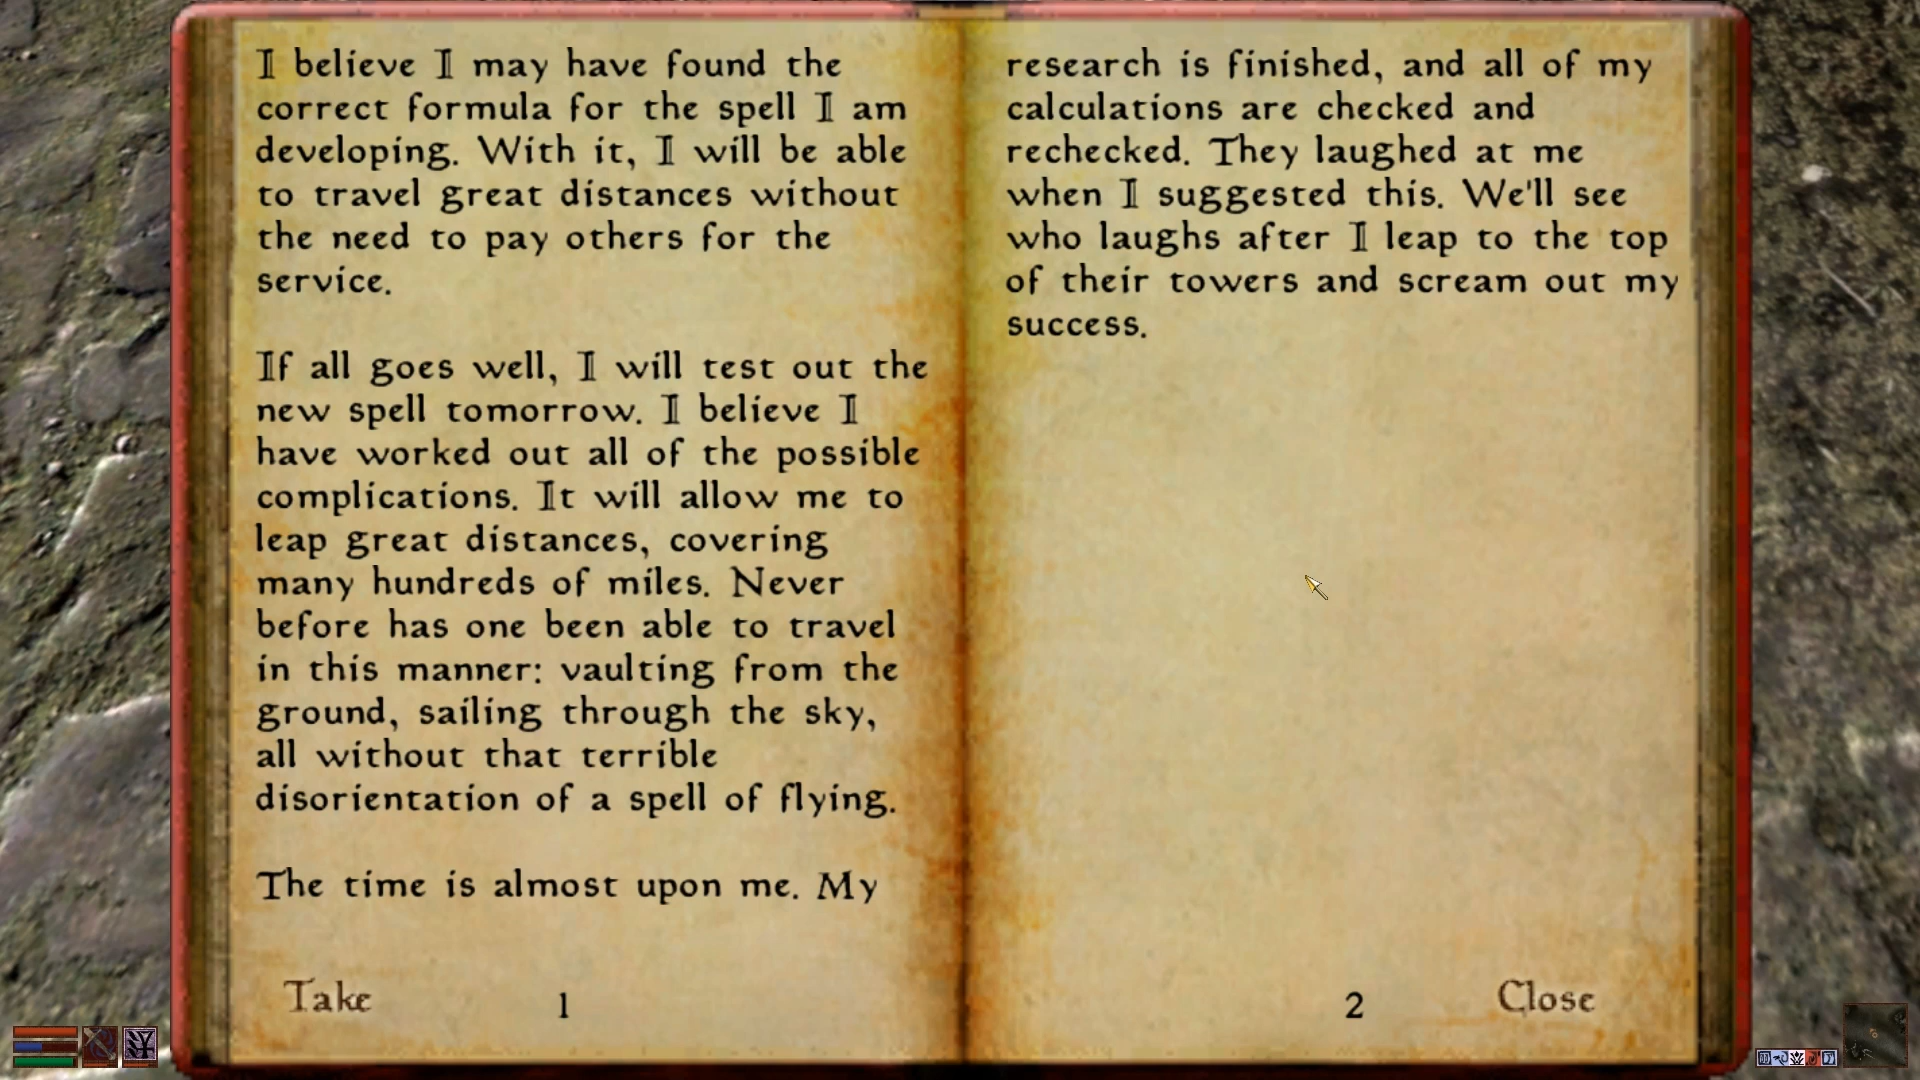 I believe I may have found the
correct formula for the spell I am
developing. With it, I will be able
to travel great distances without
the need to pay others for the
service.
If all goes well, I will test out the
new spell tomorrow. I believe I
have worked out all of the possible
complications. It will allow me to
leap great distances, covering
many hundreds of miles. Never
before has one been able to travel
in this manner: vaulting from the
ground, sailing through the sky,
all without that terrible
disorientation of a spell of flying.
The time is almost upon me. My
research is finished, and all of my
calculations are checked and
rechecked. They laughed at me
when I suggested this. We'll see
who laughs after I leap to the top
of their towers and scream out my
success.
Take
1
2
Close